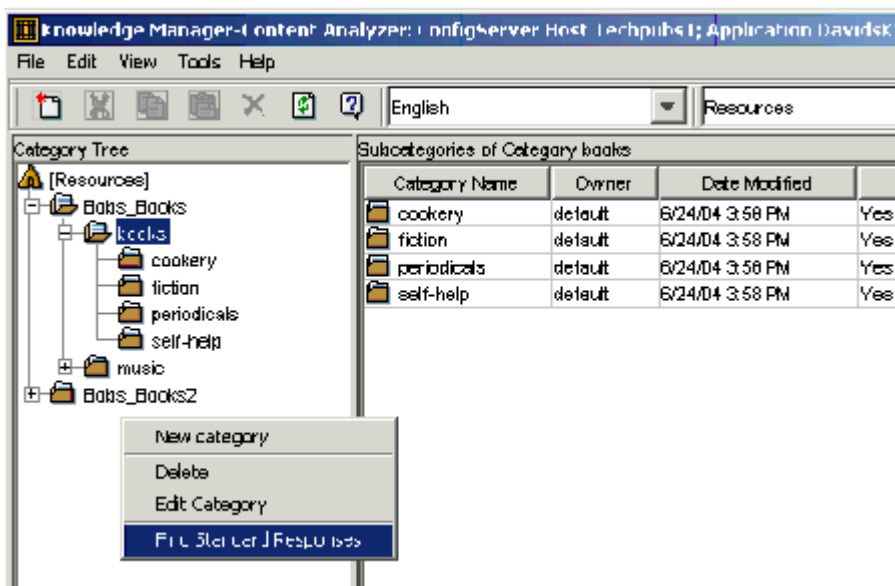 Knowledge Manager-Content Analyzer: ConfigServer Host Techpubs1; Application Davidsk
File Edit View Tools Help
English Resources
Category Tree
[Resources]
Babs_Books
books
cookery
fiction
periodicals
self-help
music
Babs_Books2
New category
Delete
Edit Category
Find Standard Responses
Subcategories of Category books
Category Name Owner Date Modified
cookery default 6/24/04 3:58 PM Yes
fiction default 6/24/04 3:58 PM Yes
periodicals default 6/24/04 3:58 PM Yes
self-help default 6/24/04 3:58 PM Yes